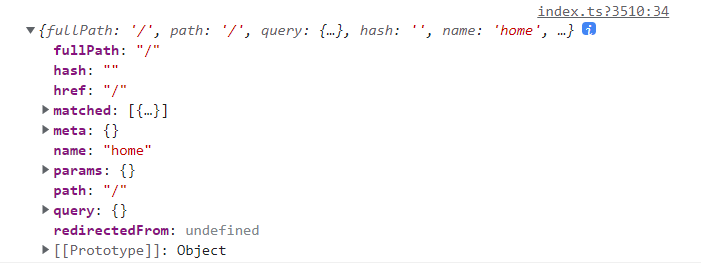 index.ts?3510:34
▼{fullPath: '/', path: '/', query: {…}, hash: '', name: 'home', …} i
fullPath: "/"
hash: ""
href: "/"
▶ matched: [{…}]
▶ meta: {}
name: "home"
▶ params: {}
path: "/"
▶ query: {}
redirectedFrom: undefined
▶ [[Prototype]]: Object